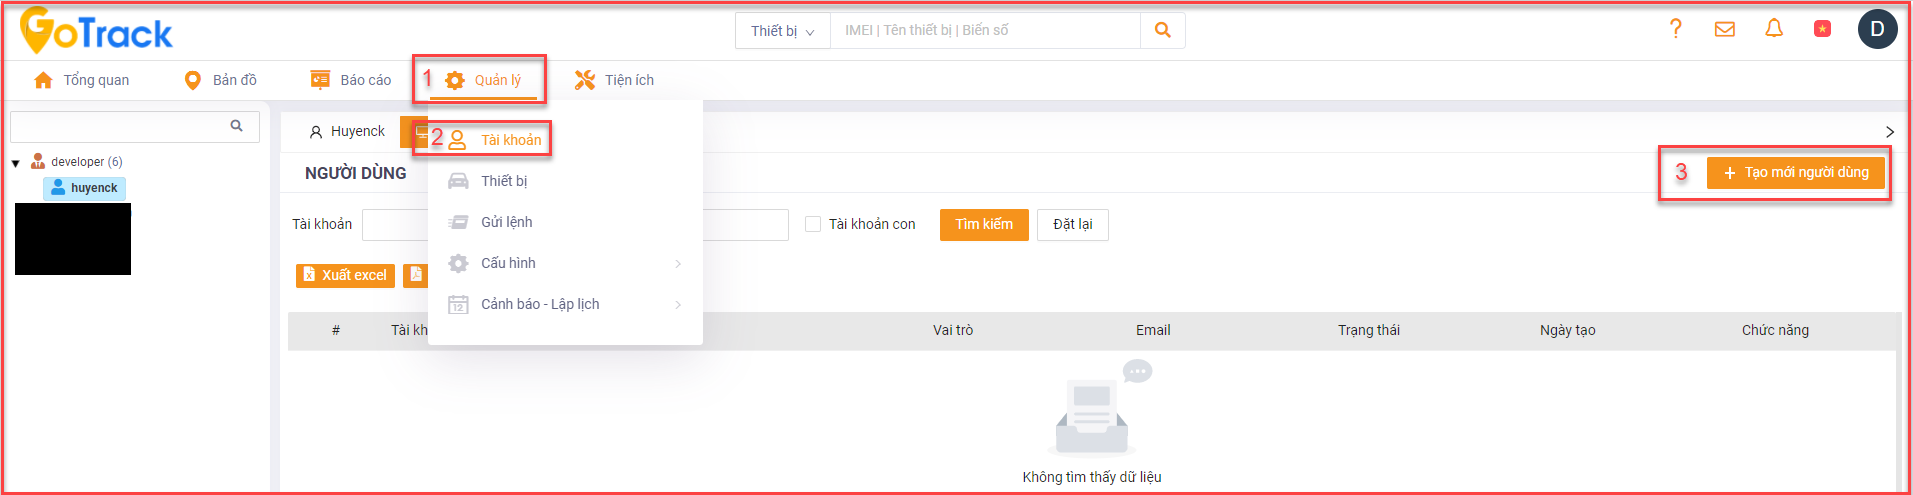 GoTrack
Thiết bị
IMEI | Tên thiết bị | Biển số
?
D
Tổng quan
Bản đồ
Báo cáo
1
Quản lý
Tiện ích
developer (6)
huyenck
Huyenck
2
Tài khoản
Thiết bị
Gửi lệnh
Cấu hình
12
Cảnh báo - Lập lịch
NGƯỜI DÙNG
3
+ Tạo mới người dùng
Tài khoản
Tài khoản con
Tìm kiếm
Đặt lại
Xuất excel
# Tài kh Vai trò Email Trạng thái Ngày tạo Chức năng
Không tìm thấy dữ liệu